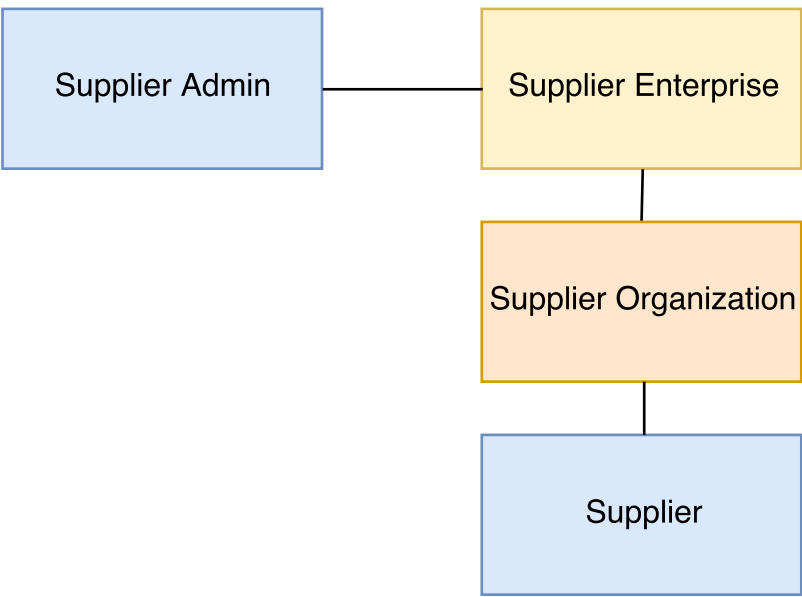 Supplier Admin
Supplier Enterprise
Supplier Organization
Supplier